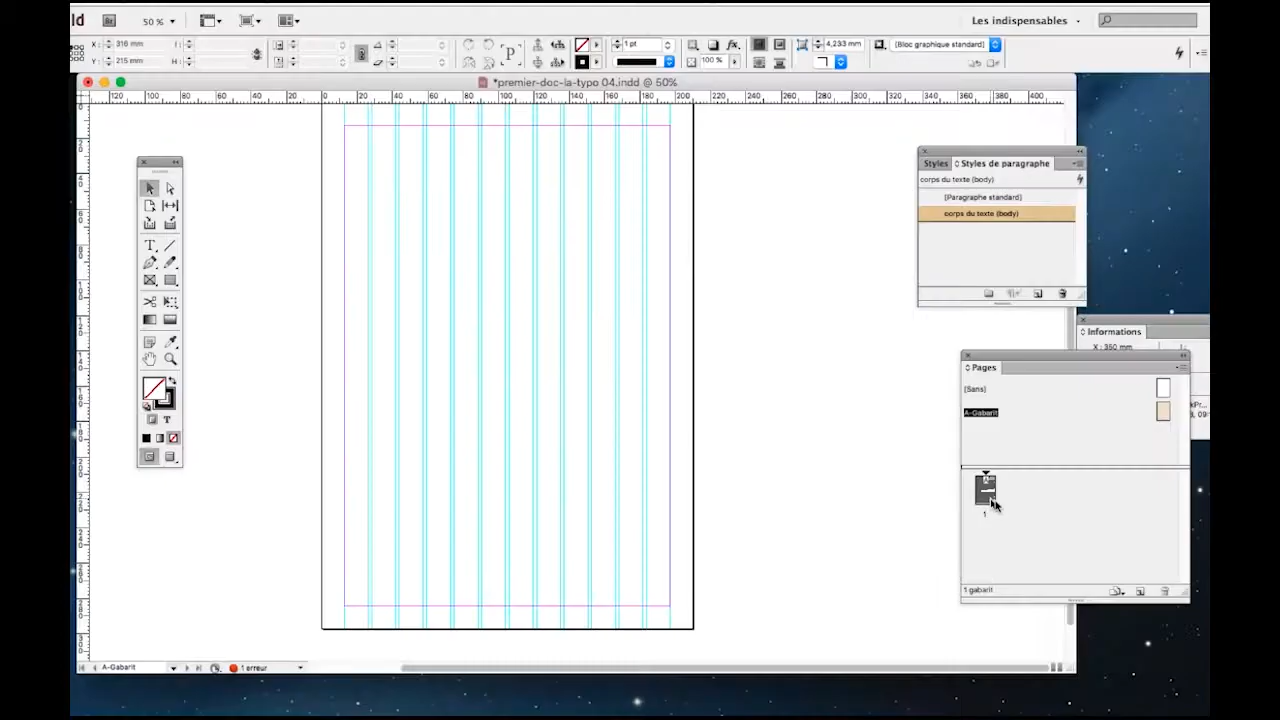 ld Br 50 % Les indispensables
X: 316 mm 1 pt fx. 4,233 mm [Bloc graphique standard]
Y: 215 mm H: P 100 %
*premier-doc-la-typo 04.indd @ 50%
120 100 80 60 40 20 0 20 40 60 80 100 120 140 160 180 200 220 240 260 280 300 320 340 360 380 400
Styles Styles de paragraphe
corps du texte (body)
[Paragraphe standard]
corps du texte (body)
Informations
X : 350 mm
Pages
[Sans]
A-Gabarit
A
1
1 gabarit
T
T
A-Gabarit 1 erreur